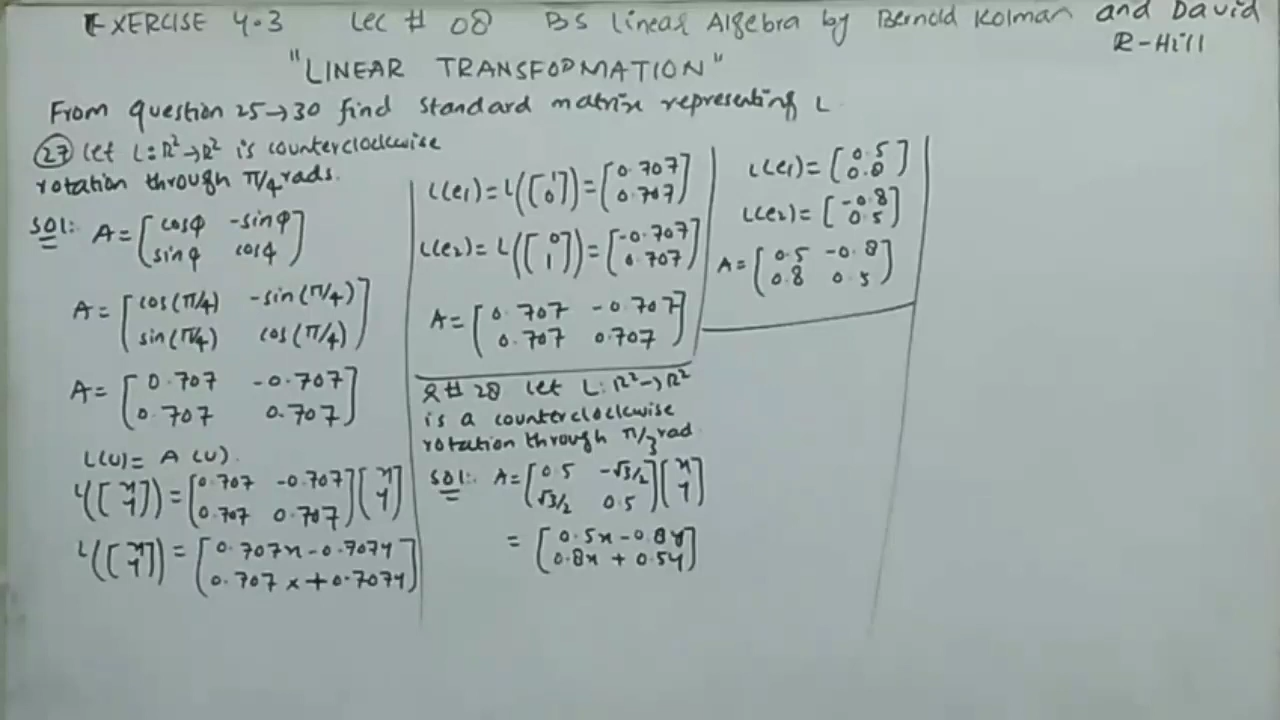 EXERCISE 4.3 Lec # 08 BS Linear Algebra by Bernold Kolman and David
R-Hill
"LINEAR TRANSFORMATION"
From question 25→30 find standard matrix representing L
(27) Let L:R²→R² is counterclockwise
rotation through π/4 rads.
SOL: A = [cosφ -sinφ
sinφ cosφ]
A = [cos(π/4) -sin(π/4)
sin(π/4) cos(π/4)]
A = [0.707 -0.707
0.707 0.707]
L(U) = A(U).
L([x y]) = [0.707 -0.707
0.707 0.707][x y]
L([x y]) = [0.707x - 0.707y
0.707x + 0.707y]
L(e1) = L([1 0]) = [0.707
0.707]
L(e2) = L([0 1]) = [-0.707
0.707]
A = [0.707 -0.707
0.707 0.707]
Q # 28 Let L:R²→R²
is a counterclockwise
rotation through π/3 rad
SOL: A = [0.5 -√3/2
√3/2 0.5][x y]
= [0.5x - 0.8y
0.8x + 0.5y]
L(e1) = [0.5
0.8]
L(e2) = [-0.8
0.5]
A = [0.5 -0.8
0.8 0.5]